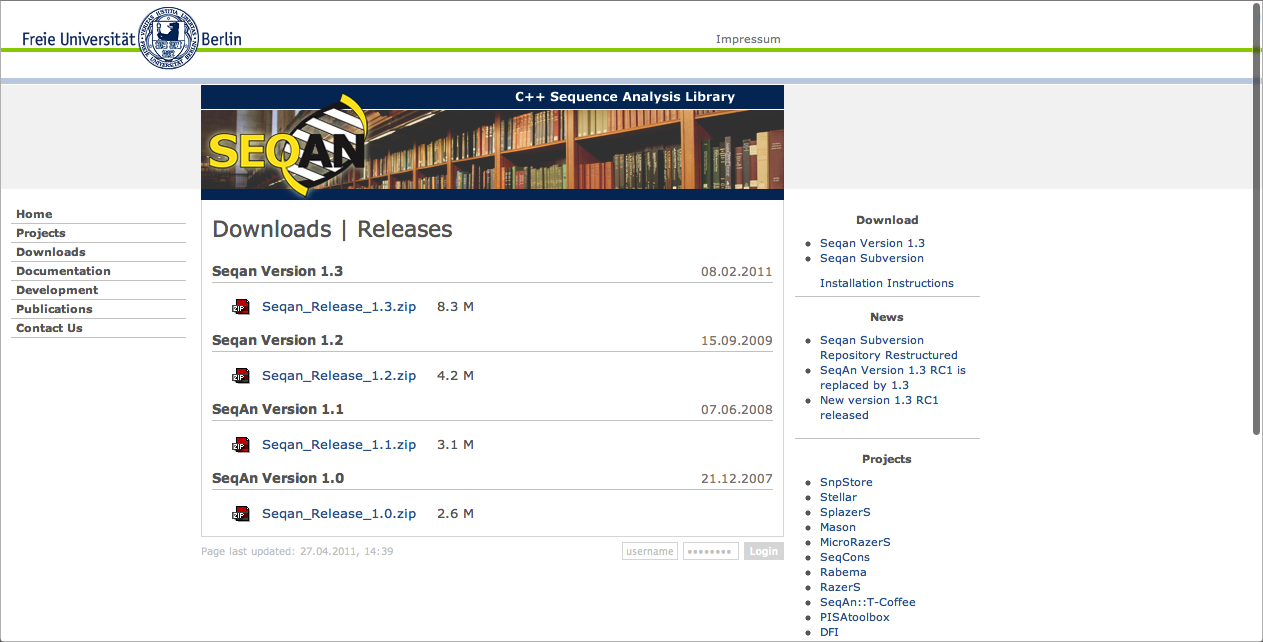 Freie Universität Berlin
Impressum
C++ Sequence Analysis Library
SEQAN
Home
Projects
Downloads
Documentation
Development
Publications
Contact Us
Downloads | Releases
Seqan Version 1.3 08.02.2011
ZIP Seqan_Release_1.3.zip 8.3 M
Seqan Version 1.2 15.09.2009
ZIP Seqan_Release_1.2.zip 4.2 M
SeqAn Version 1.1 07.06.2008
ZIP Seqan_Release_1.1.zip 3.1 M
SeqAn Version 1.0 21.12.2007
ZIP Seqan_Release_1.0.zip 2.6 M
Page last updated: 27.04.2011, 14:39
username •••••••• Login
Download
Seqan Version 1.3
Seqan Subversion
Installation Instructions
News
Seqan Subversion
Repository Restructured
SeqAn Version 1.3 RC1 is
replaced by 1.3
New version 1.3 RC1
released
Projects
SnpStore
Stellar
SplazerS
Mason
MicroRazerS
SeqCons
Rabema
RazerS
SeqAn::T-Coffee
PISAtoolbox
DFI